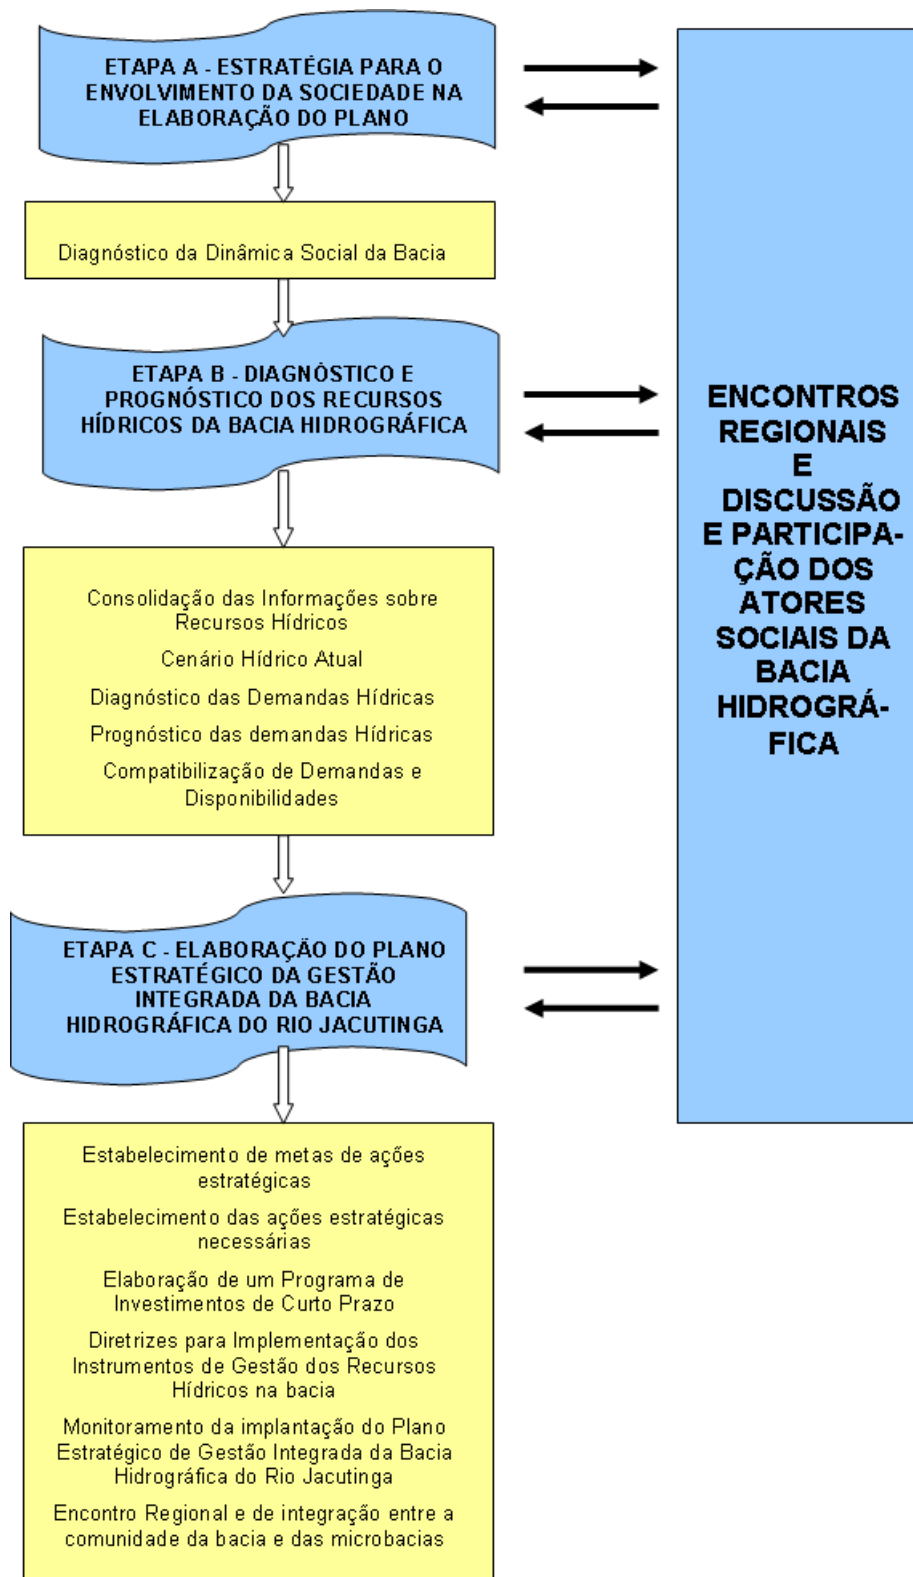 ETAPA A - ESTRATÉGIA PARA O
ENVOLVIMENTO DA SOCIEDADE NA
ELABORAÇÃO DO PLANO
Diagnóstico da Dinâmica Social da Bacia
ETAPA B - DIAGNÓSTICO E
PROGNÓSTICO DOS RECURSOS
HÍDRICOS DA BACIA HIDROGRÁFICA
Consolidação das Informações sobre
Recursos Hídricos
Cenário Hídrico Atual
Diagnóstico das Demandas Hídricas
Prognóstico das demandas Hídricas
Compatibilização de Demandas e
Disponibilidades
ETAPA C - ELABORAÇÃO DO PLANO
ESTRATÉGICO DA GESTÃO
INTEGRADA DA BACIA
HIDROGRÁFICA DO RIO JACUTINGA
Estabelecimento de metas de ações
estratégicas
Estabelecimento das ações estratégicas
necessárias
Elaboração de um Programa de
Investimentos de Curto Prazo
Diretrizes para Implementação dos
Instrumentos de Gestão dos Recursos
Hídricos na bacia
Monitoramento da implantação do Plano
Estratégico de Gestão Integrada da Bacia
Hidrográfica do Rio Jacutinga
Encontro Regional e de integração entre a
comunidade da bacia e das microbacias
ENCONTROS
REGIONAIS
E
DISCUSSÃO
E PARTICIPA-
ÇÃO DOS
ATORES
SOCIAIS DA
BACIA
HIDROGRÁ-
FICA